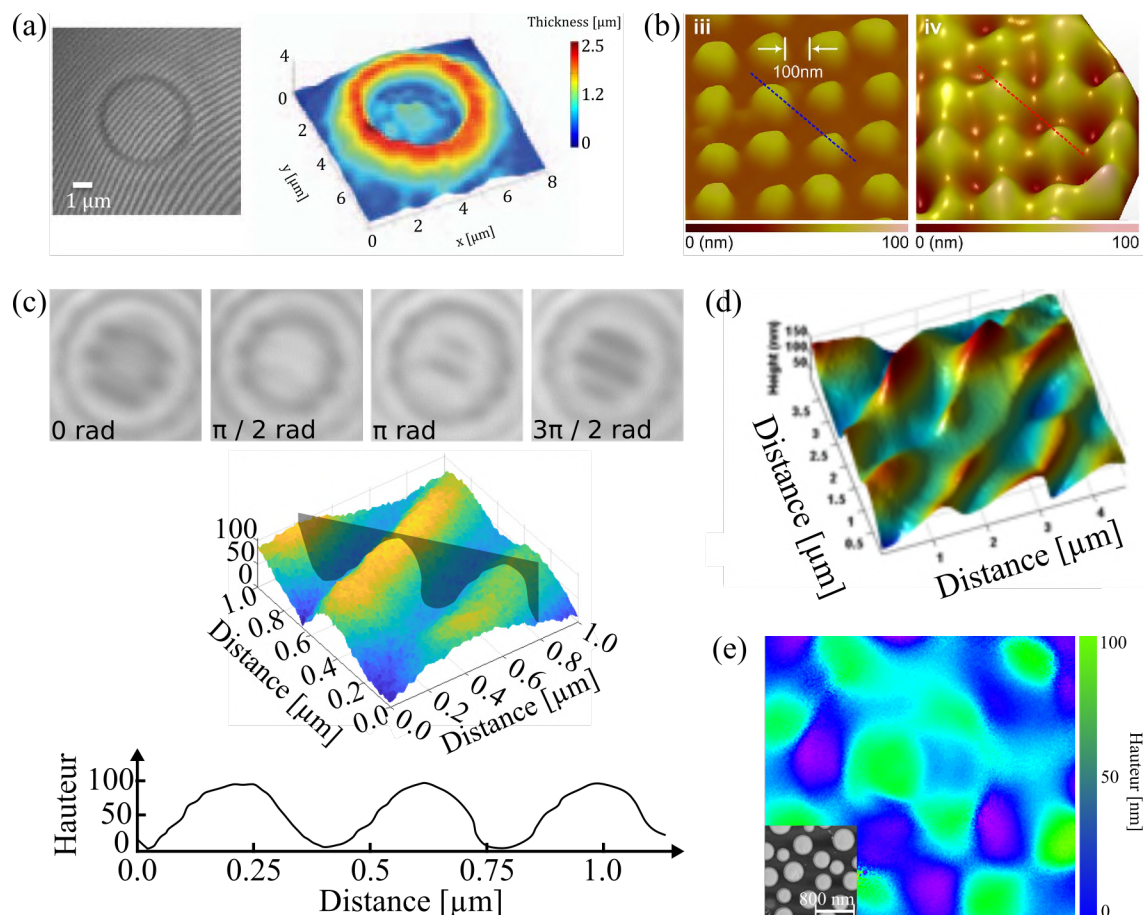 (a)
1 μm
Thickness [μm]
2.5
1.2
0
4
2
0
2
4
6
y [μm]
0
2
4
6
8
x [μm]
(b)
iii
100nm
0 (nm)
100
iv
0 (nm)
100
(c)
0 rad
π / 2 rad
π rad
3π / 2 rad
100
50
0
1.0
0.8
0.6
0.4
0.2
0.0
Distance [μm]
0.0
0.2
0.4
0.6
0.8
1.0
Distance [μm]
Hauteur
100
50
0
0.00
0.25
0.5
0.75
1.0
Distance [μm]
(d)
Height (nm)
150
100
50
3.5
3
2.5
2
1.5
1
0.5
Distance [μm]
1
2
3
4
Distance [μm]
(e)
800 nm
100
50
0
Hauteur [nm]